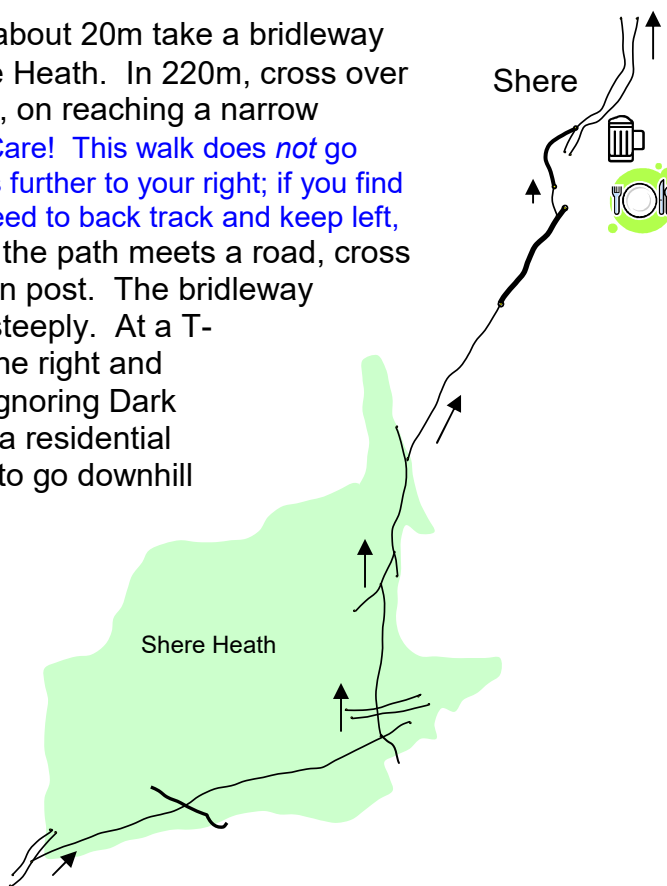 about 20m take a bridleway
e Heath. In 220m, cross over
, on reaching a narrow
Care! This walk does not go
s further to your right; if you find
eed to back track and keep left,
the path meets a road, cross
n post. The bridleway
steeply. At a T-
he right and
gnoring Dark
a residential
to go downhill
Shere
Shere Heath